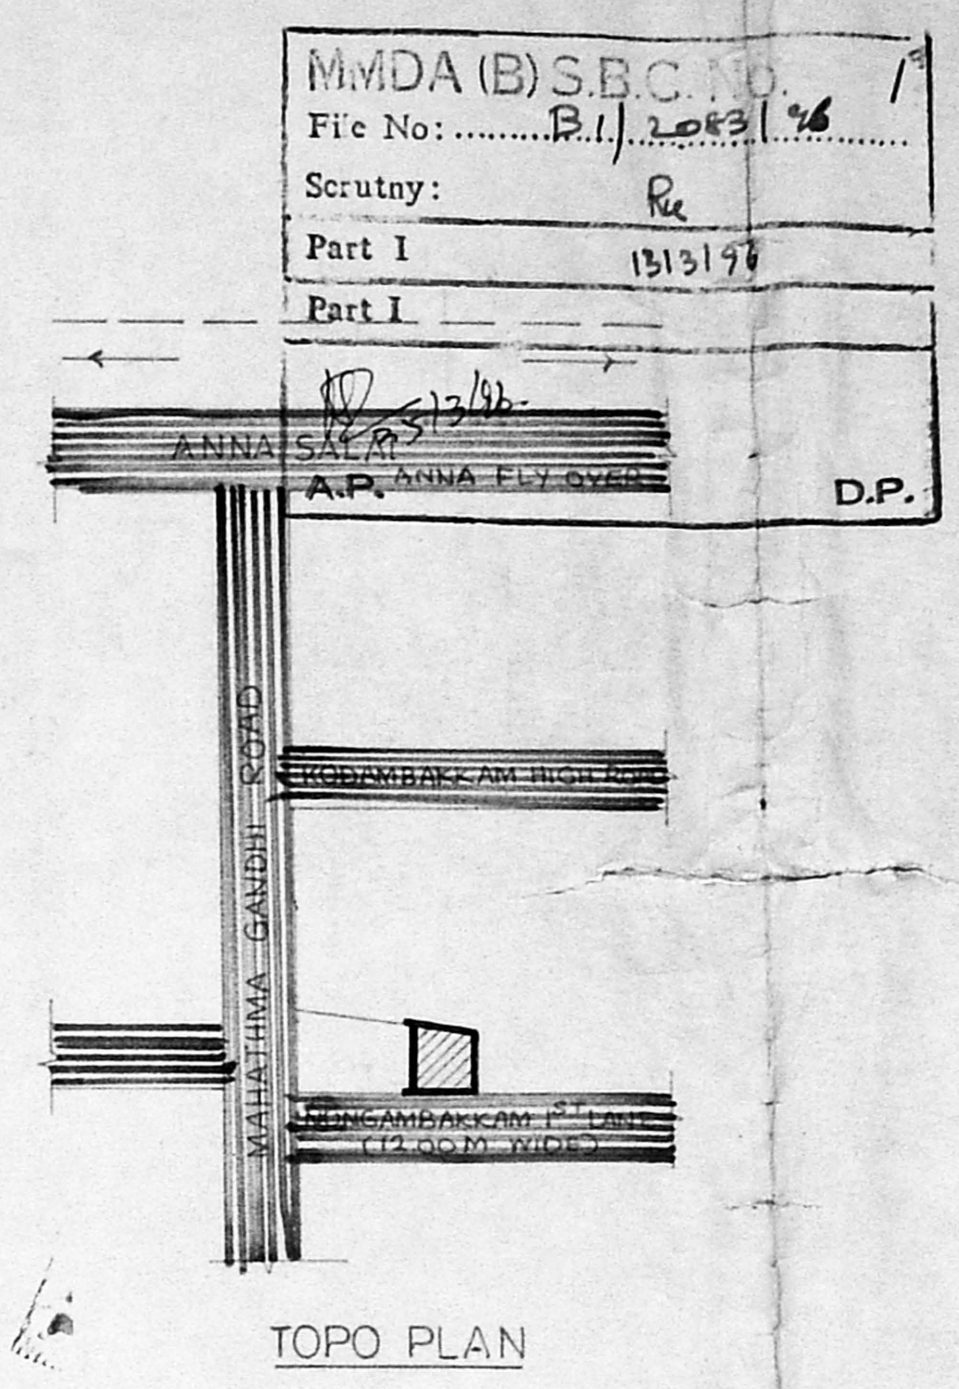 MMDA (B) S.B.C. No. 1
File No: ........B1/2083/96
Scrutny:
Part I 13/3/96
Part I
5/3/96
ANNA SALAI
ANNA FLY OVER
A.P. D.P.
MAHATHMA GANDHI ROAD
KODAMBAKKAM HIGH ROAD
NUNGAMBAKKAM 1ST LANE
(12.00M WIDE)
TOPO PLAN